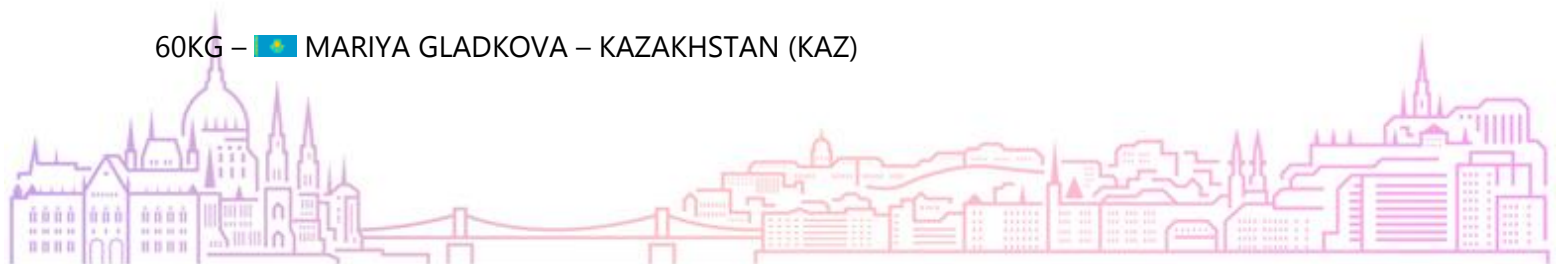 60KG – MARIYA GLADKOVA – KAZAKHSTAN (KAZ)